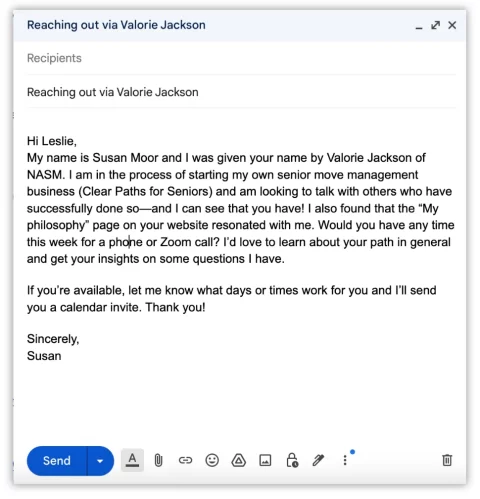 Reaching out via Valorie Jackson
Recipients
Reaching out via Valorie Jackson
Hi Leslie,
My name is Susan Moor and I was given your name by Valorie Jackson of
NASM. I am in the process of starting my own senior move management
business (Clear Paths for Seniors) and am looking to talk with others who have
successfully done so—and I can see that you have! I also found that the “My
philosophy” page on your website resonated with me. Would you have any time
this week for a phone or Zoom call? I’d love to learn about your path in general
and get your insights on some questions I have.
If you’re available, let me know what days or times work for you and I’ll send
you a calendar invite. Thank you!
Sincerely,
Susan
Send A